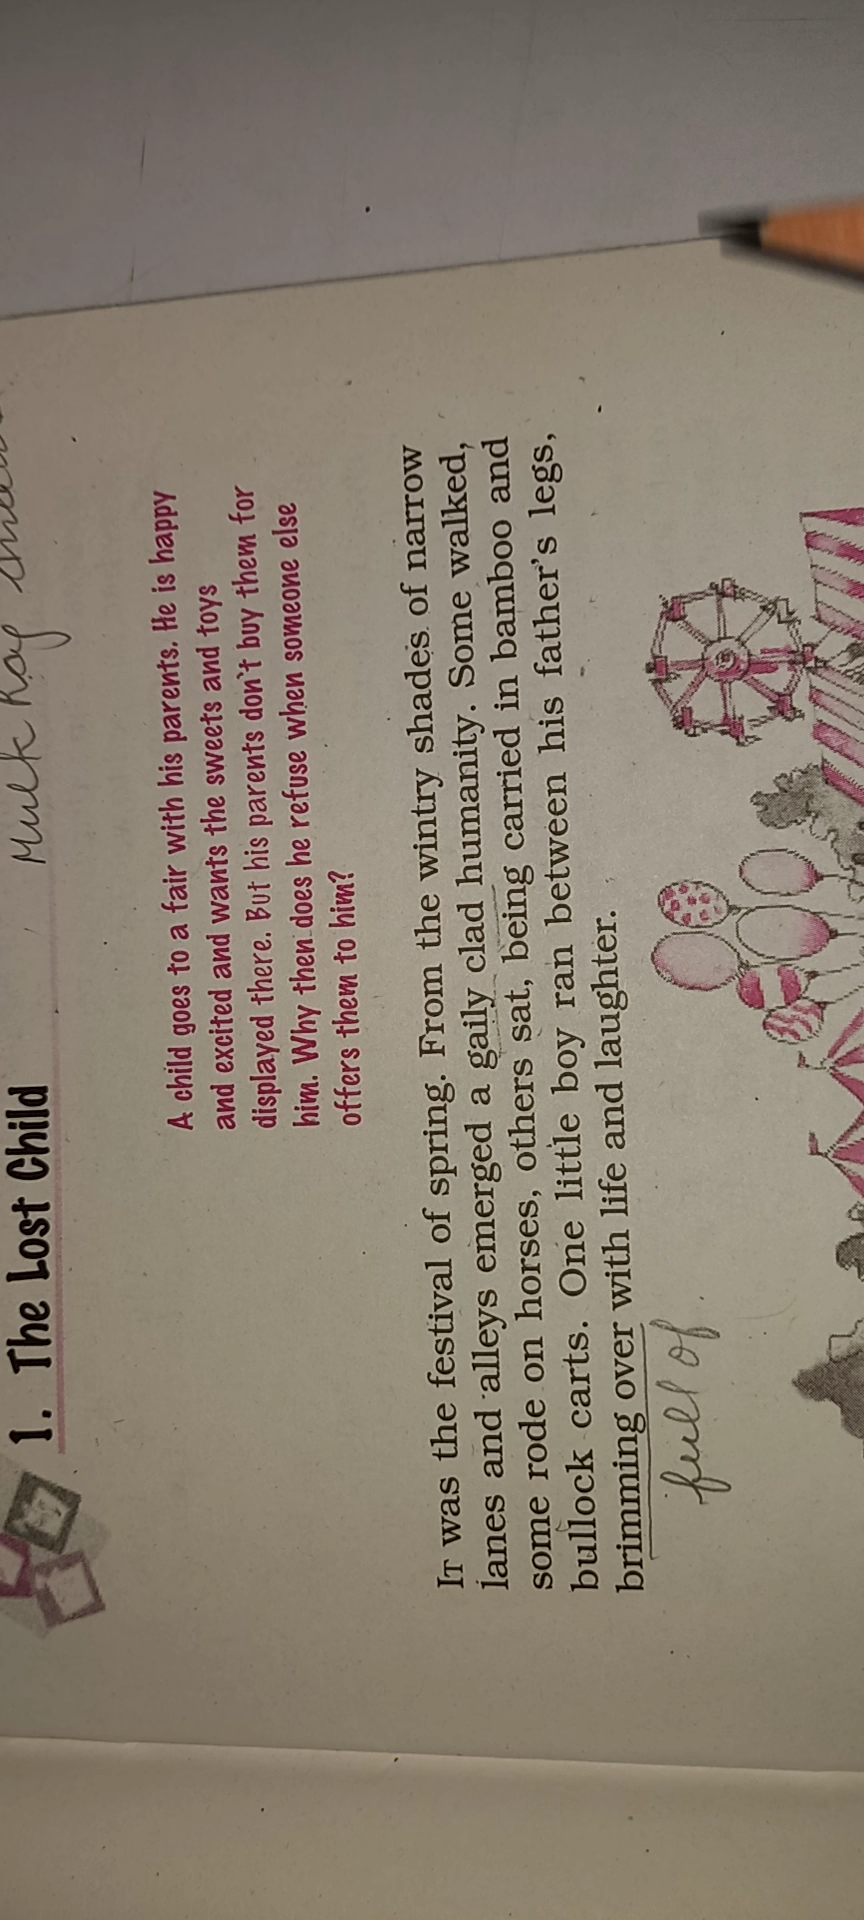 Mulk Raj
1. The Lost Child
A child goes to a fair with his parents. He is happy
and excited and wants the sweets and toys
displayed there. But his parents don't buy them for
him. Why then does he refuse when someone else
offers them to him?
IT was the festival of spring. From the wintry shades of narrow
lanes and alleys emerged a gaily clad humanity. Some walked,
some rode on horses, others sat, being carried in bamboo and
bullock carts. One little boy ran between his father's legs,
brimming over with life and laughter.
full of